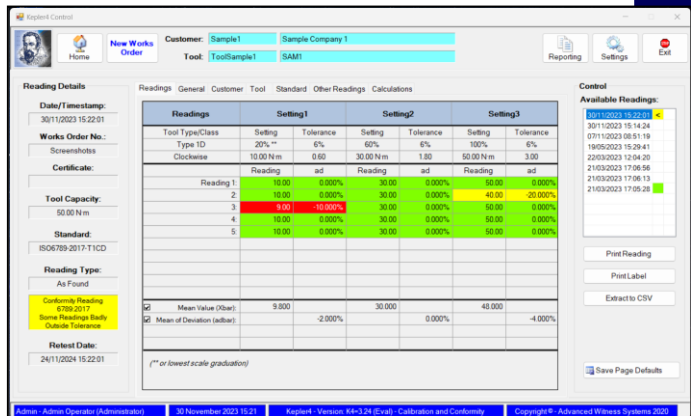 Kepler4 Control
Home
New Works Order
Customer: Sample1 Sample Company 1
Tool: ToolSample1 SAM1
Reporting
Settings
Exit
Reading Details
Date/Timestamp:
30/11/2023 15:22:01
Works Order No.:
Screenshotss
Certificate:
Tool Capacity:
50.00 N·m
Standard:
ISO6789-2017-T1CD
Reading Type:
As Found
Conformity Reading
6789:2017
Some Readings Badly
Outside Tolerance
Retest Date:
24/11/2024 15:22:01
Readings General Customer Tool Standard Other Readings Calculations
Readings Setting1 Setting2 Setting3
Tool Type/Class Setting Tolerance Setting Tolerance Setting Tolerance
Type 1D 20% ** 6% 60% 6% 100% 6%
Clockwise 10.00 N·m 0.60 30.00 N·m 1.80 50.00 N·m 3.00
Reading ad Reading ad Reading ad
Reading 1: 10.00 0.000% 30.00 0.000% 50.00 0.000%
2: 10.00 0.000% 30.00 0.000% 40.00 -20.000%
3: 9.00 -10.000% 30.00 0.000% 50.00 0.000%
4: 10.00 0.000% 30.00 0.000% 50.00 0.000%
5: 10.00 0.000% 30.00 0.000% 50.00 0.000%
Mean Value (Xbar): 9.800 30.000 48.000
Mean of Deviation (adbar): -2.000% 0.000% -4.000%
(** or lowest scale graduation)
Control
Available Readings:
30/11/2023 15:22:01 <
30/11/2023 15:14:24
07/11/2023 08:51:19
19/05/2023 15:29:41
22/03/2023 12:04:20
21/03/2023 17:06:56
21/03/2023 17:06:13
21/03/2023 17:05:28
Print Reading
Print Label
Extract to CSV
Save Page Defaults
Admin - Admin Operator (Administrator) 30 November 2023 15:21 Kepler4 - Version: K4=3.24 (Eval) - Calibration and Conformity Copyright © - Advanced Witness Systems 2020